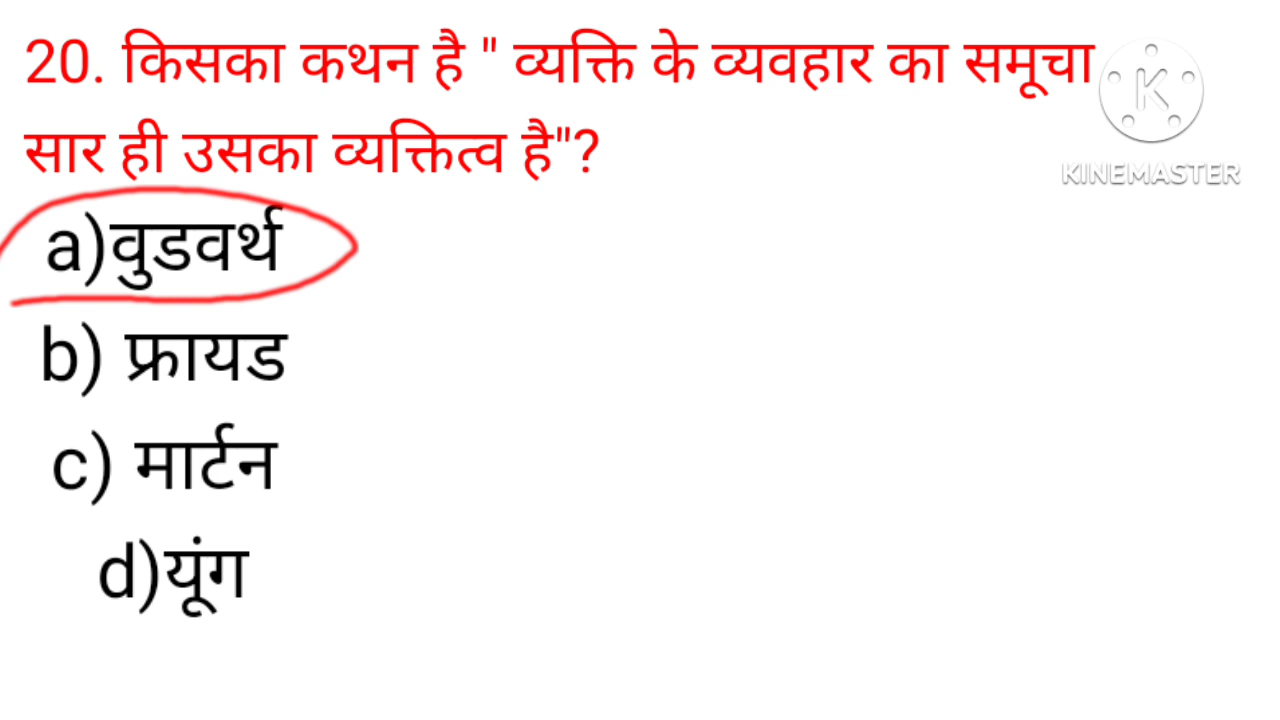 20. किसका कथन है " व्यक्ति के व्यवहार का समूचा
सार ही उसका व्यक्तित्व है"?
a)वुडवर्थ
b) फ्रायड
c) मार्टन
d)यूंग
K
KINEMASTER